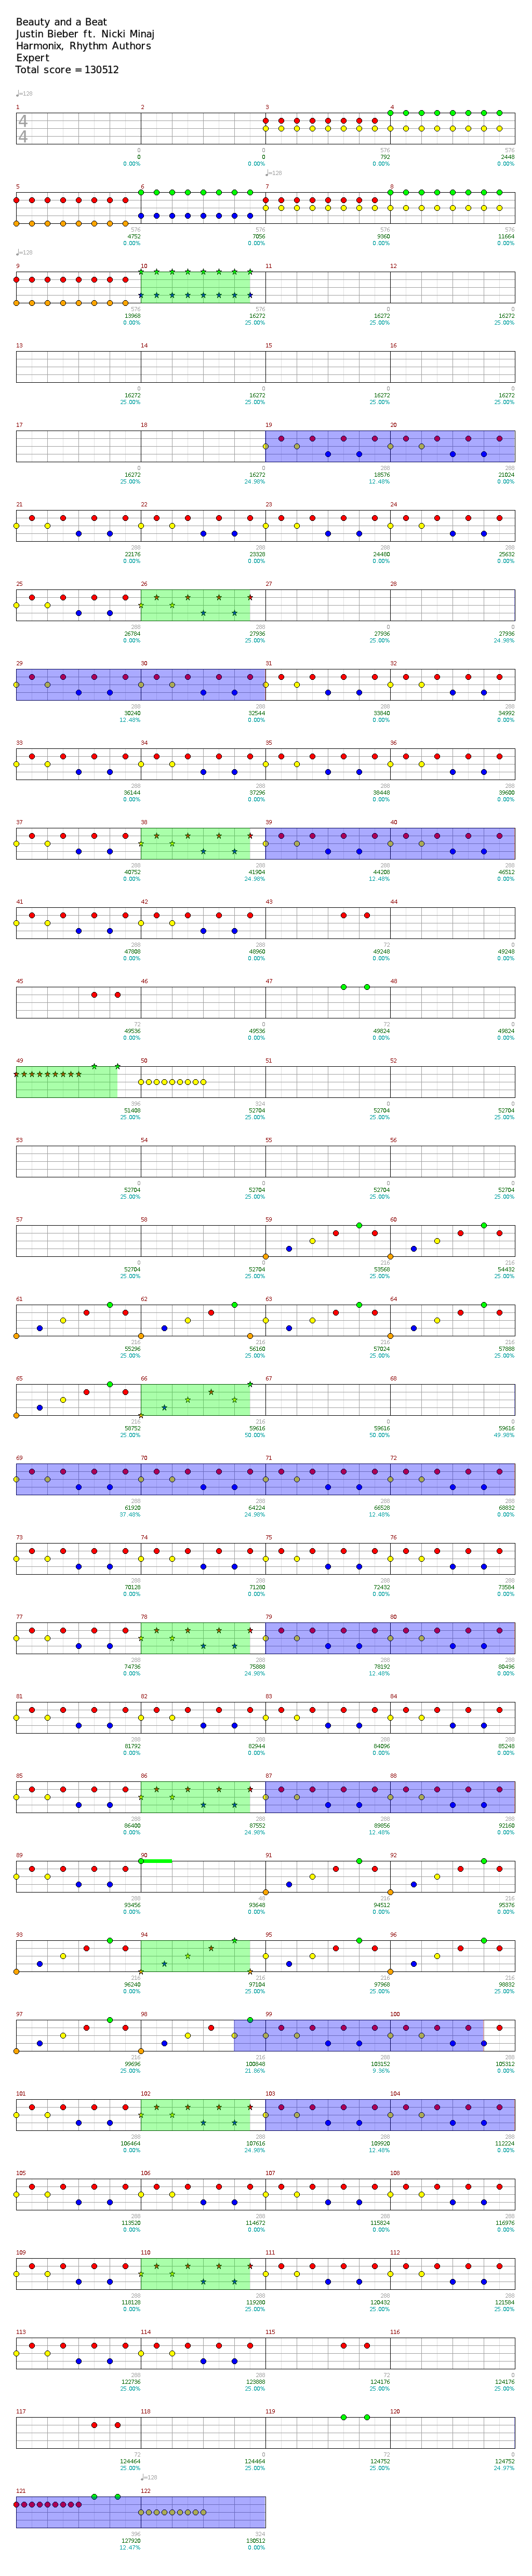 Beauty and a Beat
Justin Bieber ft. Nicki Minaj
Harmonix, Rhythm Authors
Expert
Total score = 130512
♩=128
1 2 3 4
4
4
0 0 576 576
0 0 792 2448
0.00% 0.00% 0.00% 0.00%
♩=128
5 6 7 8
576 576 576 576
4752 7056 9360 11664
0.00% 0.00% 0.00% 0.00%
♩=128
9 10 11 12
576 576 0 0
13968 16272 16272 16272
0.00% 25.00% 25.00% 25.00%
13 14 15 16
0 0 0 0
16272 16272 16272 16272
25.00% 25.00% 25.00% 25.00%
17 18 19 20
0 0 288 288
16272 16272 18576 21024
25.00% 24.98% 12.48% 0.00%
21 22 23 24
288 288 288 288
22176 23328 24480 25632
0.00% 0.00% 0.00% 0.00%
25 26 27 28
288 288 0 0
26784 27936 27936 27936
0.00% 25.00% 25.00% 24.98%
29 30 31 32
288 288 288 288
30240 32544 33840 34992
12.48% 0.00% 0.00% 0.00%
33 34 35 36
288 288 288 288
36144 37296 38448 39600
0.00% 0.00% 0.00% 0.00%
37 38 39 40
288 288 288 288
40752 41904 44208 46512
0.00% 24.98% 12.48% 0.00%
41 42 43 44
288 288 72 0
47808 48960 49248 49248
0.00% 0.00% 0.00% 0.00%
45 46 47 48
72 0 72 0
49536 49536 49824 49824
0.00% 0.00% 0.00% 0.00%
49 50 51 52
396 324 0 0
51408 52704 52704 52704
25.00% 25.00% 25.00% 25.00%
53 54 55 56
0 0 0 0
52704 52704 52704 52704
25.00% 25.00% 25.00% 25.00%
57 58 59 60
0 0 216 216
52704 52704 53568 54432
25.00% 25.00% 25.00% 25.00%
61 62 63 64
216 216 216 216
55296 56160 57024 57888
25.00% 25.00% 25.00% 25.00%
65 66 67 68
216 216 0 0
58752 59616 59616 59616
25.00% 50.00% 50.00% 49.98%
69 70 71 72
288 288 288 288
61920 64224 66528 68832
37.48% 24.98% 12.48% 0.00%
73 74 75 76
288 288 288 288
70128 71280 72432 73584
0.00% 0.00% 0.00% 0.00%
77 78 79 80
288 288 288 288
74736 75888 78192 80496
0.00% 24.98% 12.48% 0.00%
81 82 83 84
288 288 288 288
81792 82944 84096 85248
0.00% 0.00% 0.00% 0.00%
85 86 87 88
288 288 288 288
86400 87552 89856 92160
0.00% 24.98% 12.48% 0.00%
89 90 91 92
288 48 216 216
93456 93648 94512 95376
0.00% 0.00% 0.00% 0.00%
93 94 95 96
216 216 216 216
96240 97104 97968 98832
0.00% 25.00% 25.00% 25.00%
97 98 99 100
216 216 288 288
99696 100848 103152 105312
25.00% 21.86% 9.36% 0.00%
101 102 103 104
288 288 288 288
106464 107616 109920 112224
0.00% 24.98% 12.48% 0.00%
105 106 107 108
288 288 288 288
113520 114672 115824 116976
0.00% 0.00% 0.00% 0.00%
109 110 111 112
288 288 288 288
118128 119280 120432 121584
0.00% 25.00% 25.00% 25.00%
113 114 115 116
288 288 72 0
122736 123888 124176 124176
25.00% 25.00% 25.00% 25.00%
117 118 119 120
72 0 72 0
124464 124464 124752 124752
25.00% 25.00% 25.00% 24.97%
♩=128
121 122
396 324
127920 130512
12.47% 0.00%